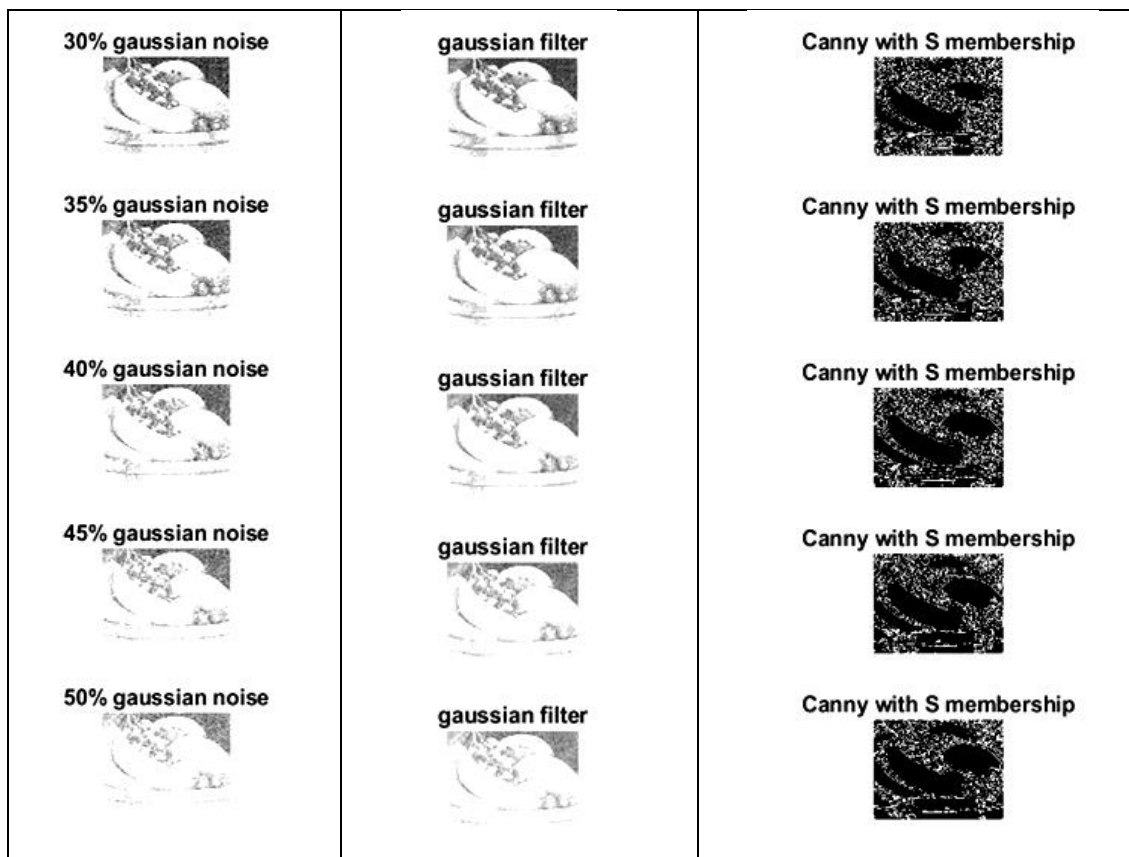 30% gaussian noise
gaussian filter
Canny with S membership
35% gaussian noise
gaussian filter
Canny with S membership
40% gaussian noise
gaussian filter
Canny with S membership
45% gaussian noise
gaussian filter
Canny with S membership
50% gaussian noise
gaussian filter
Canny with S membership